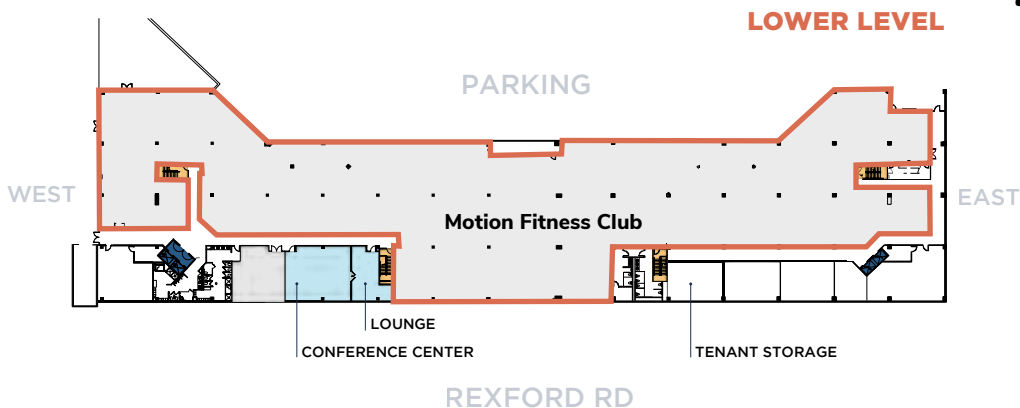 LOWER LEVEL
PARKING
WEST
EAST
Motion Fitness Club
LOUNGE
CONFERENCE CENTER
TENANT STORAGE
REXFORD RD